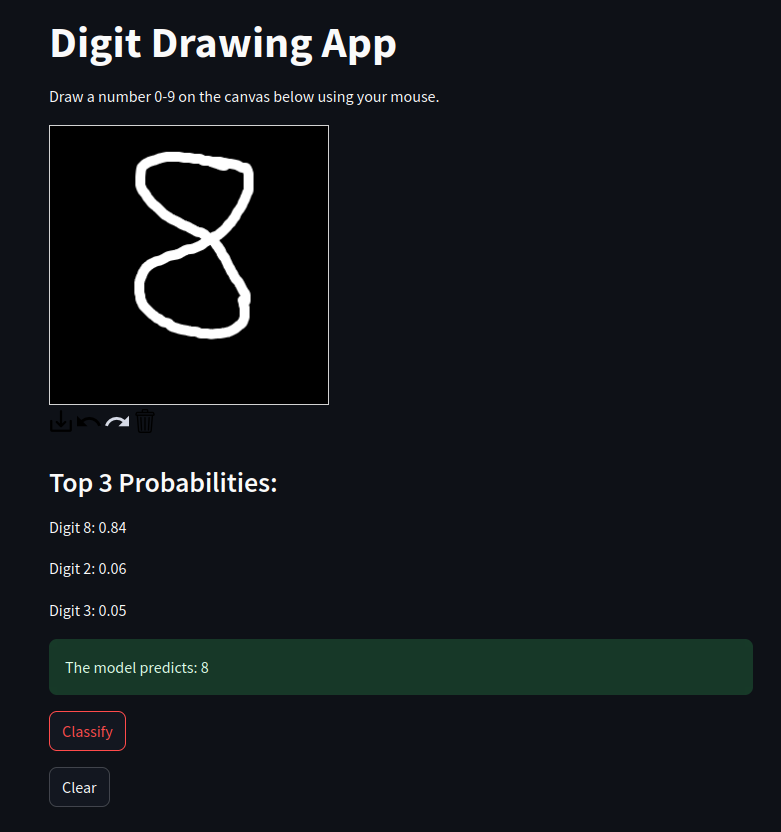 Digit Drawing App
Draw a number 0-9 on the canvas below using your mouse.
8
Top 3 Probabilities:
Digit 8: 0.84
Digit 2: 0.06
Digit 3: 0.05
The model predicts: 8
Classify
Clear